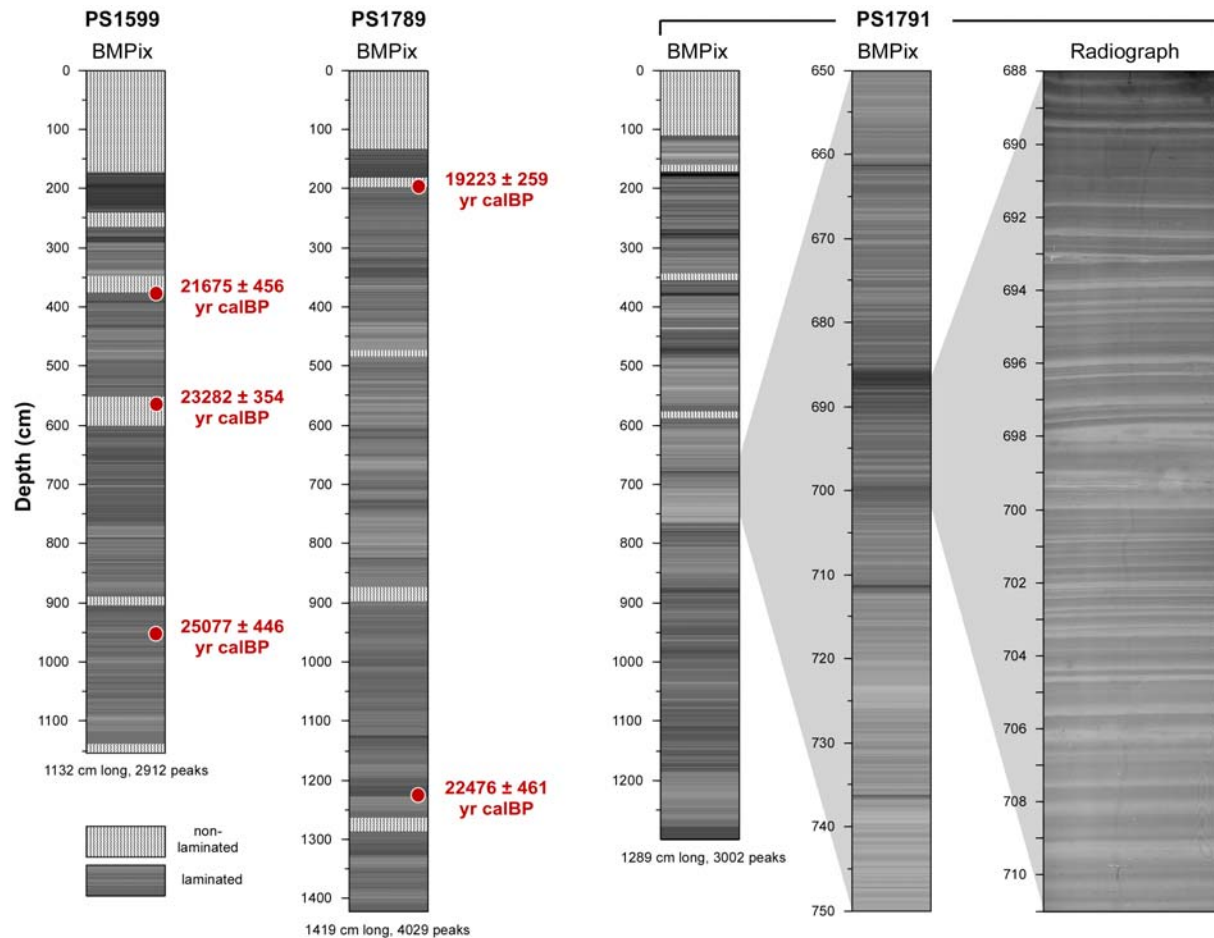 PS1599
BMPix
0
100
200
300
400
500
600
700
800
900
1000
1100
Depth (cm)
21675 ± 456
yr calBP
23282 ± 354
yr calBP
25077 ± 446
yr calBP
1132 cm long, 2912 peaks
non-
laminated
laminated
PS1789
BMPix
0
100
200
300
400
500
600
700
800
900
1000
1100
1200
1300
1400
19223 ± 259
yr calBP
22476 ± 461
yr calBP
1419 cm long, 4029 peaks
PS1791
BMPix
0
100
200
300
400
500
600
700
800
900
1000
1100
1200
1289 cm long, 3002 peaks
BMPix
650
660
670
680
690
700
710
720
730
740
750
Radiograph
688
690
692
694
696
698
700
702
704
706
708
710